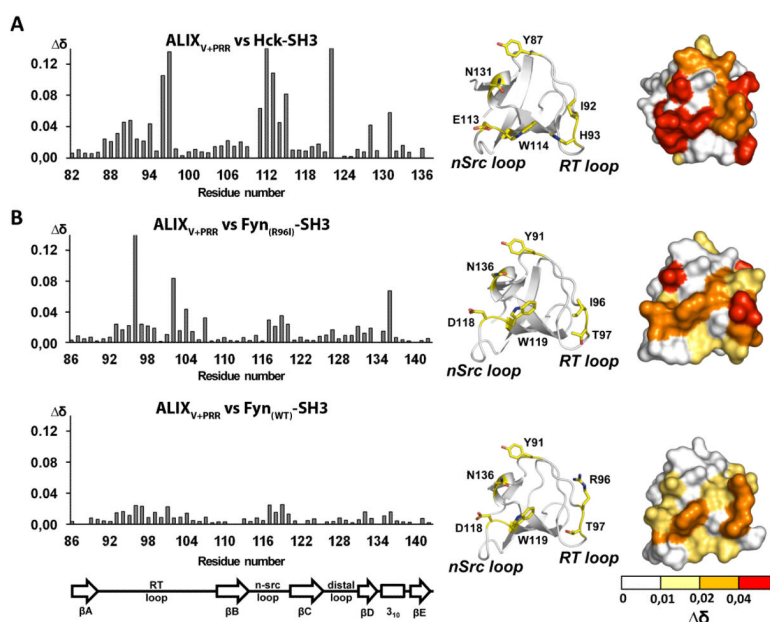 A
ALIX V+PRR vs Hck-SH3
Δδ
0.12
0.08
0.04
0,00
82 88 94 100 106 112 118 124 130 136
Residue number
Y87
N131
I92
E113
H93
W114
nSrc loop
RT loop
B
ALIX V+PRR vs Fyn(R96I)-SH3
Δδ
0.12
0.08
0.04
0,00
86 92 98 104 110 116 122 128 134 140
Residue number
Y91
N136
I96
D118
T97
W119
nSrc loop
RT loop
ALIX V+PRR vs Fyn(WT)-SH3
Δδ
0.12
0.08
0.04
0,00
86 92 98 104 110 116 122 128 134 140
Residue number
Y91
N136
R96
D118
T97
W119
nSrc loop
RT loop
RT loop
n-src loop
distal loop
βA βB βC βD 3₁₀ βE
0 0,01 0,02 0,04
Δδ